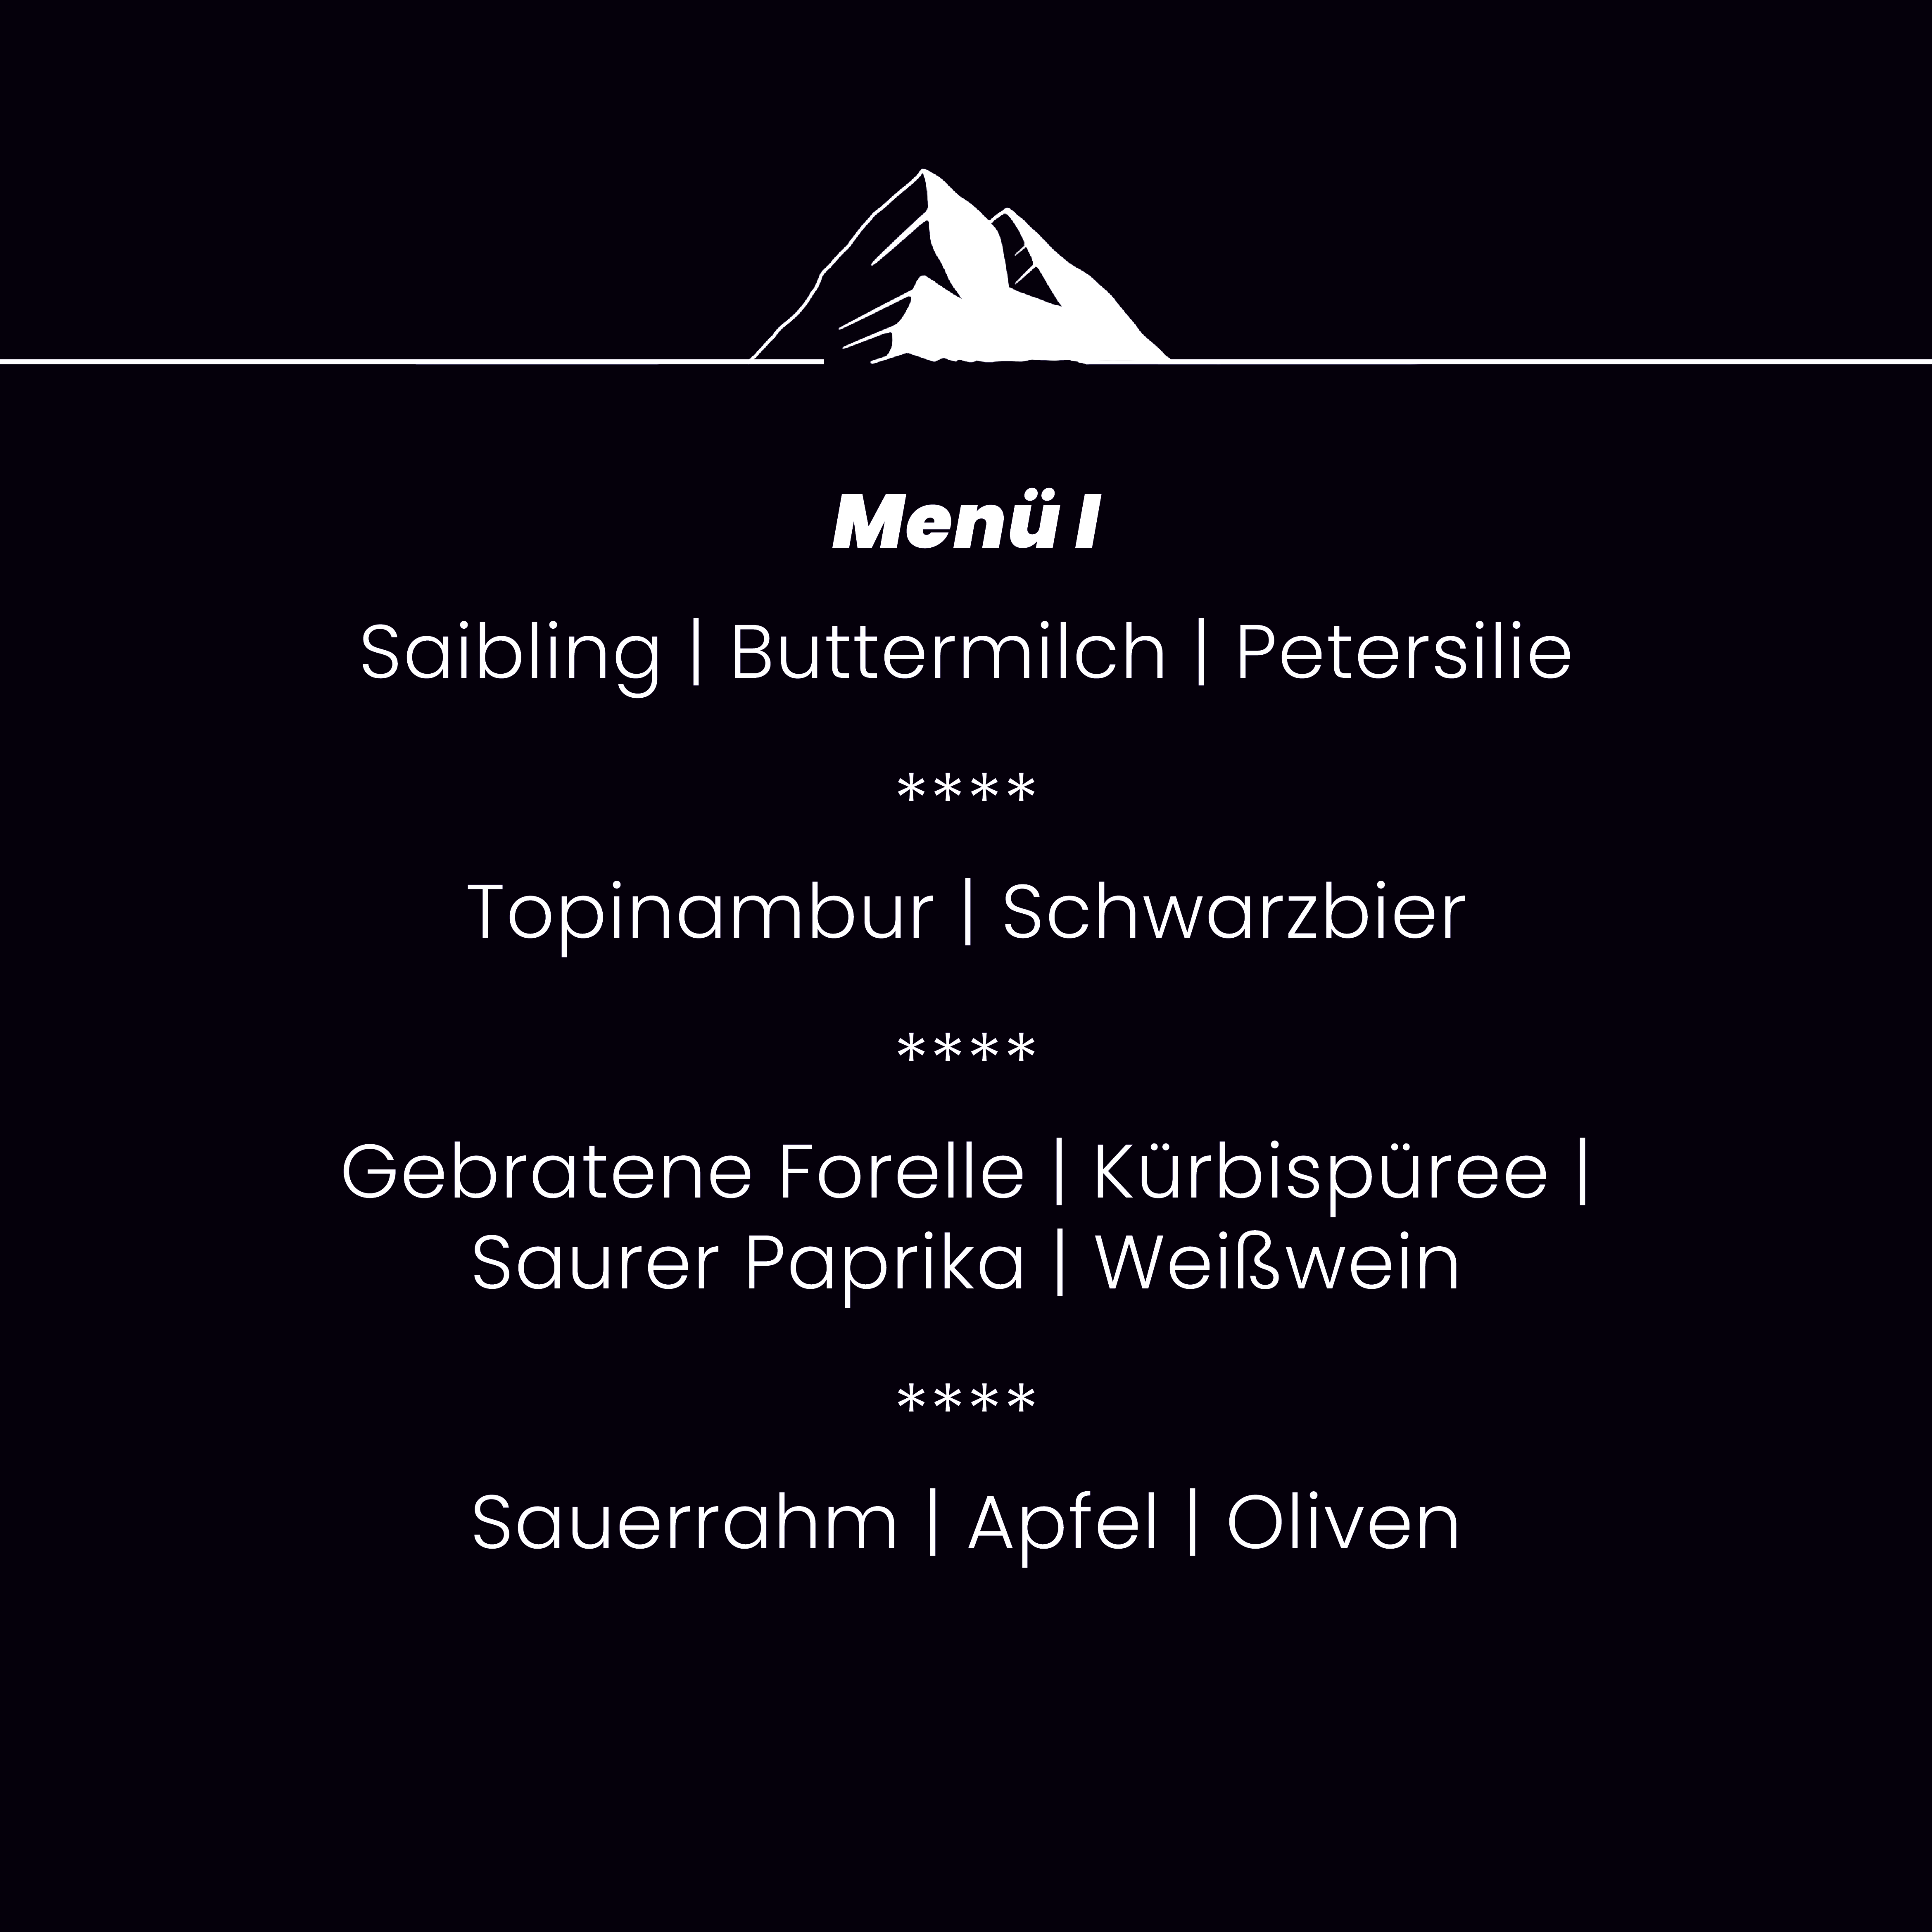 Menü I
Saibling | Buttermilch | Petersilie
****
Topinambur | Schwarzbier
****
Gebratene Forelle | Kürbispüree |
Saurer Paprika | Weißwein
****
Sauerrahm | Apfel | Oliven